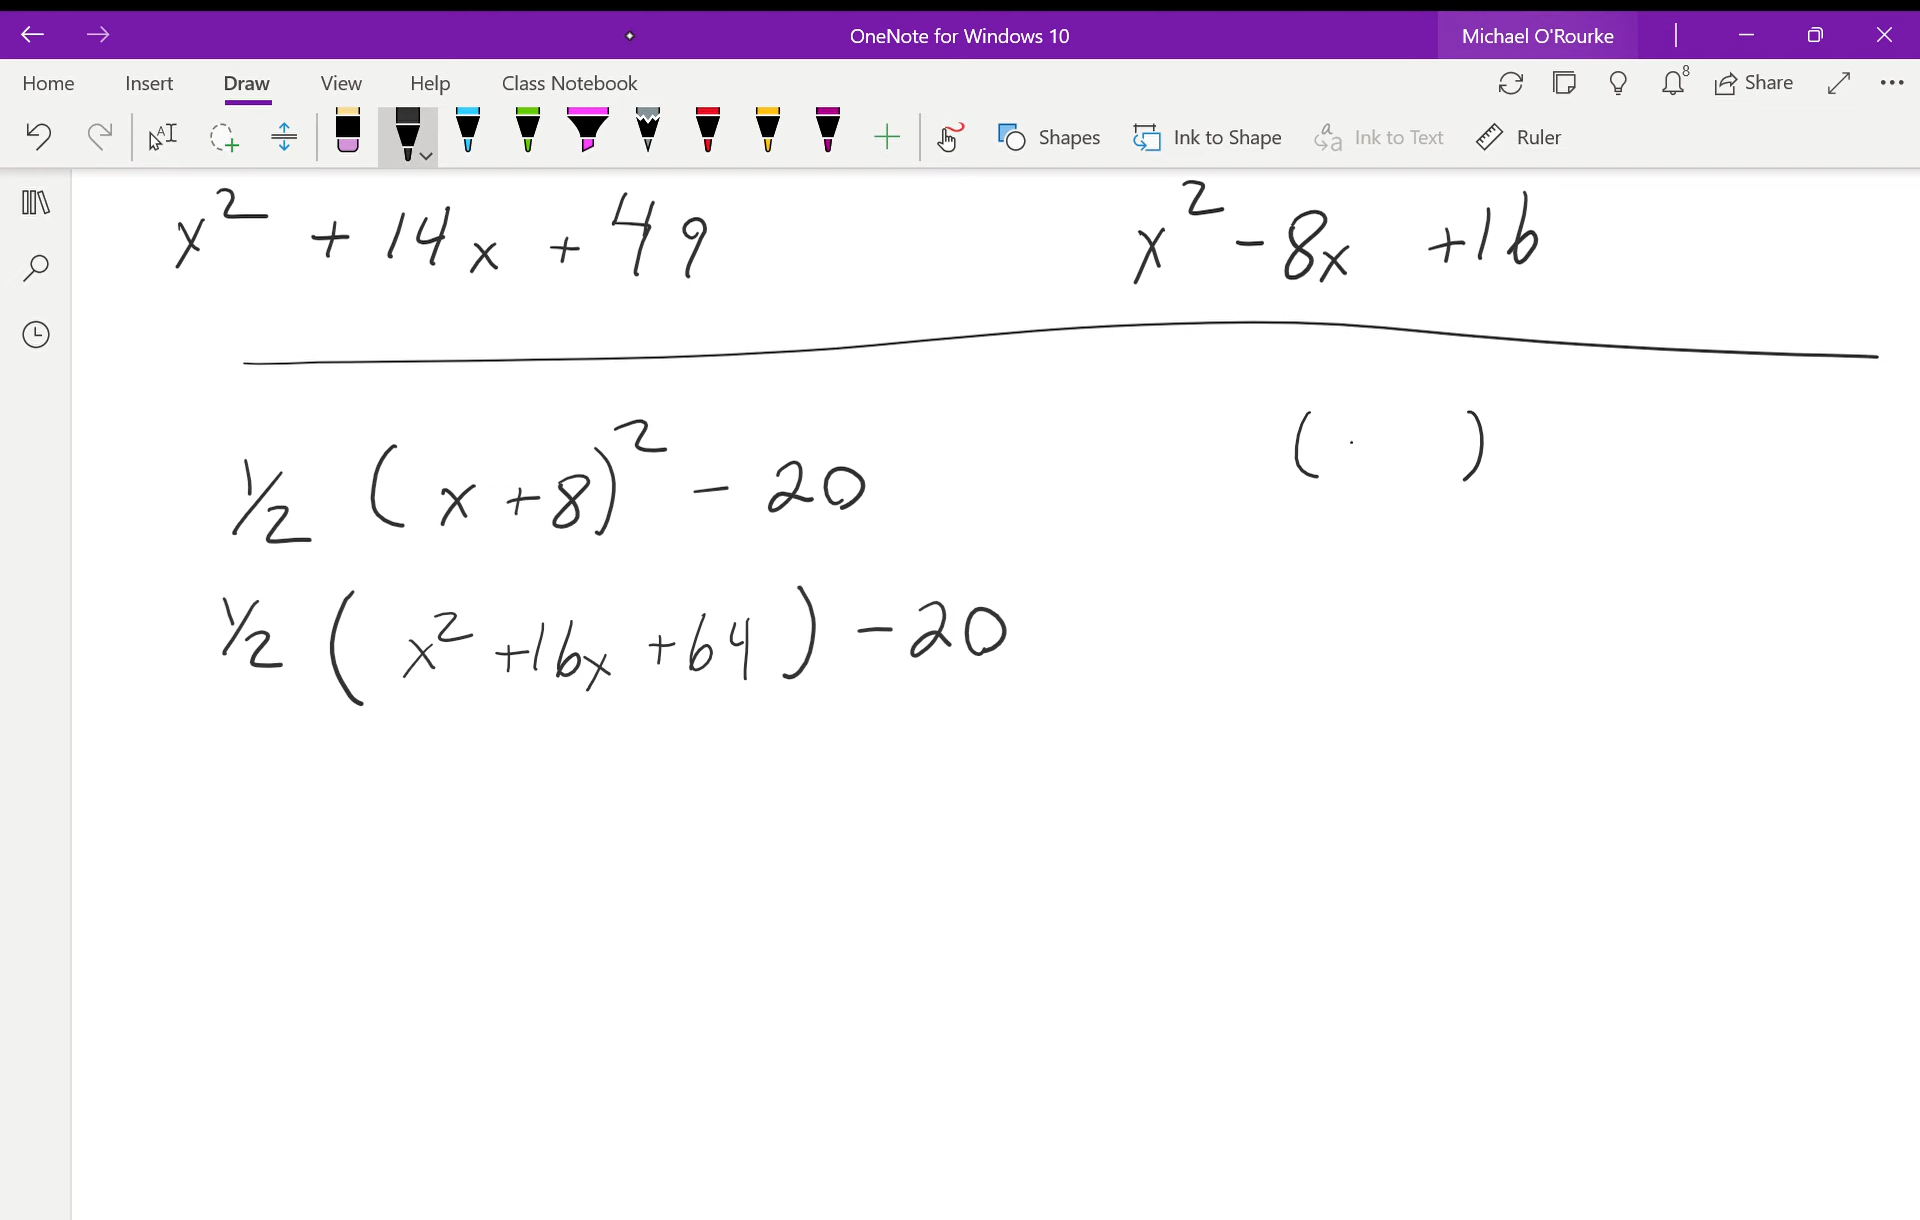 OneNote for Windows 10
Michael O'Rourke
Home Insert Draw View Help Class Notebook
8
Share
Shapes Ink to Shape Ink to Text Ruler
x² + 14x + 49
x² - 8x + 16
½ (x + 8)² - 20
( · )
½ (x² + 16x + 64) - 20